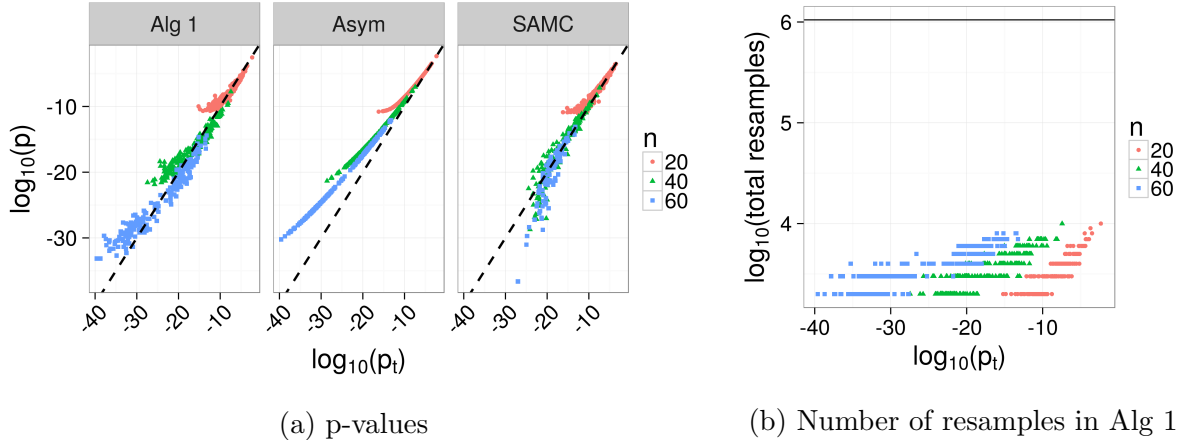 Alg 1
Asym
SAMC
log10(p)
-10
-20
-30
-40
-30
-20
-10
-40
-30
-20
-10
-40
-30
-20
-10
log10(pt)
n
20
40
60
(a) p-values
log10(total resamples)
6
5
4
-40
-30
-20
-10
log10(pt)
n
20
40
60
(b) Number of resamples in Alg 1